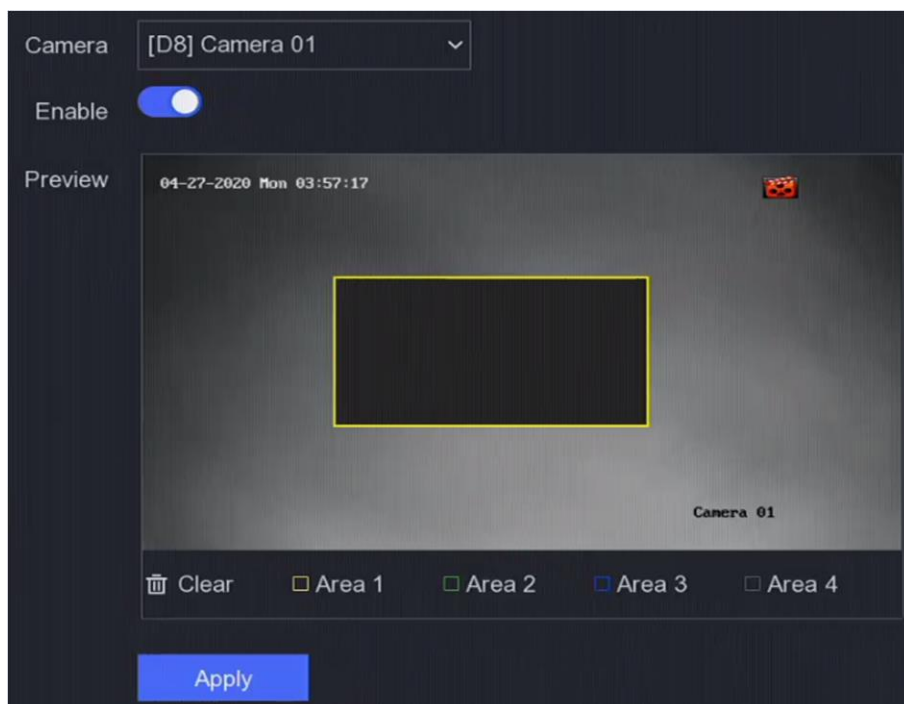 Camera [D8] Camera 01
Enable
Preview
04-27-2020 Mon 03:57:17
Camera 01
Clear Area 1 Area 2 Area 3 Area 4
Apply